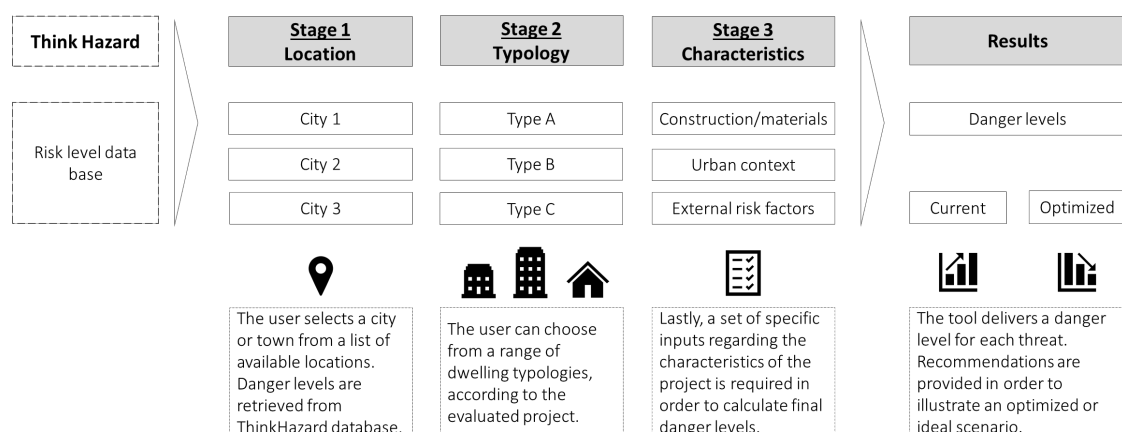 Think Hazard
Risk level data
base
Stage 1
Location
City 1
City 2
City 3
The user selects a city
or town from a list of
available locations.
Danger levels are
retrieved from
ThinkHazard database.
Stage 2
Typology
Type A
Type B
Type C
The user can choose
from a range of
dwelling typologies,
according to the
evaluated project.
Stage 3
Characteristics
Construction/materials
Urban context
External risk factors
Lastly, a set of specific
inputs regarding the
characteristics of the
project is required in
order to calculate final
danger levels.
Results
Danger levels
Current
Optimized
The tool delivers a danger
level for each threat.
Recommendations are
provided in order to
illustrate an optimized or
ideal scenario.